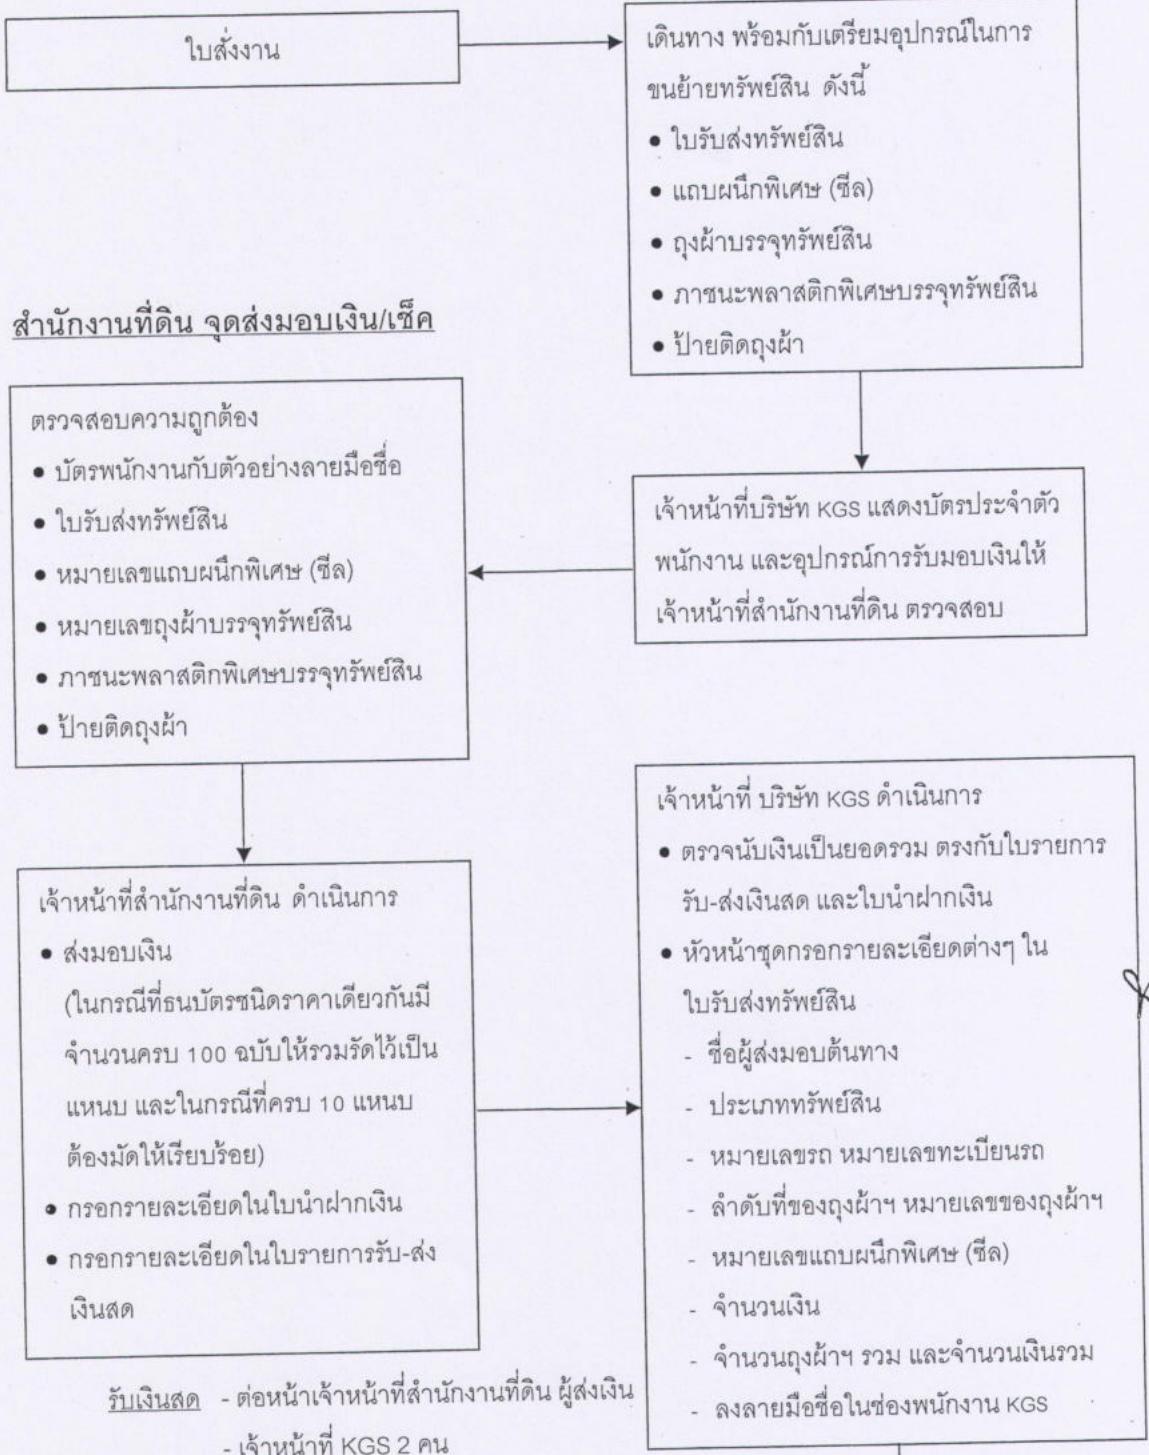 ใบสั่งงาน
เดินทาง พร้อมกับเตรียมอุปกรณ์ในการ
ขนย้ายทรัพย์สิน ดังนี้
• ใบรับส่งทรัพย์สิน
• แถบผนึกพิเศษ (ซีล)
• ถุงผ้าบรรจุทรัพย์สิน
• ภาชนะพลาสติกพิเศษบรรจุทรัพย์สิน
• ป้ายติดถุงผ้า
สำนักงานที่ดิน จุดส่งมอบเงิน/เช็ค
เจ้าหน้าที่บริษัท KGS แสดงบัตรประจำตัว
พนักงาน และอุปกรณ์การรับมอบเงินให้
เจ้าหน้าที่สำนักงานที่ดิน ตรวจสอบ
ตรวจสอบความถูกต้อง
• บัตรพนักงานกับตัวอย่างลายมือชื่อ
• ใบรับส่งทรัพย์สิน
• หมายเลขแถบผนึกพิเศษ (ซีล)
• หมายเลขถุงผ้าบรรจุทรัพย์สิน
• ภาชนะพลาสติกพิเศษบรรจุทรัพย์สิน
• ป้ายติดถุงผ้า
เจ้าหน้าที่สำนักงานที่ดิน ดำเนินการ
• ส่งมอบเงิน
(ในกรณีที่ธนบัตรชนิดราคาเดียวกันมี
จำนวนครบ 100 ฉบับให้รวมรัดไว้เป็น
แหนบ และในกรณีที่ครบ 10 แหนบ
ต้องมัดให้เรียบร้อย)
• กรอกรายละเอียดในใบนำฝากเงิน
• กรอกรายละเอียดในใบรายการรับ-ส่ง
เงินสด
เจ้าหน้าที่ บริษัท KGS ดำเนินการ
• ตรวจนับเงินเป็นยอดรวม ตรงกับใบรายการ
รับ-ส่งเงินสด และใบนำฝากเงิน
• หัวหน้าชุดกรอกรายละเอียดต่างๆ ใน
ใบรับส่งทรัพย์สิน
- ชื่อผู้ส่งมอบต้นทาง
- ประเภททรัพย์สิน
- หมายเลขรถ หมายเลขทะเบียนรถ
- ลำดับที่ของถุงผ้าฯ หมายเลขของถุงผ้าฯ
- หมายเลขแถบผนึกพิเศษ (ซีล)
- จำนวนเงิน
- จำนวนถุงผ้าฯ รวม และจำนวนเงินรวม
- ลงลายมือชื่อในช่องพนักงาน KGS
รับเงินสด - ต่อหน้าเจ้าหน้าที่สำนักงานที่ดิน ผู้ส่งเงิน
- เจ้าหน้าที่ KGS 2 คน